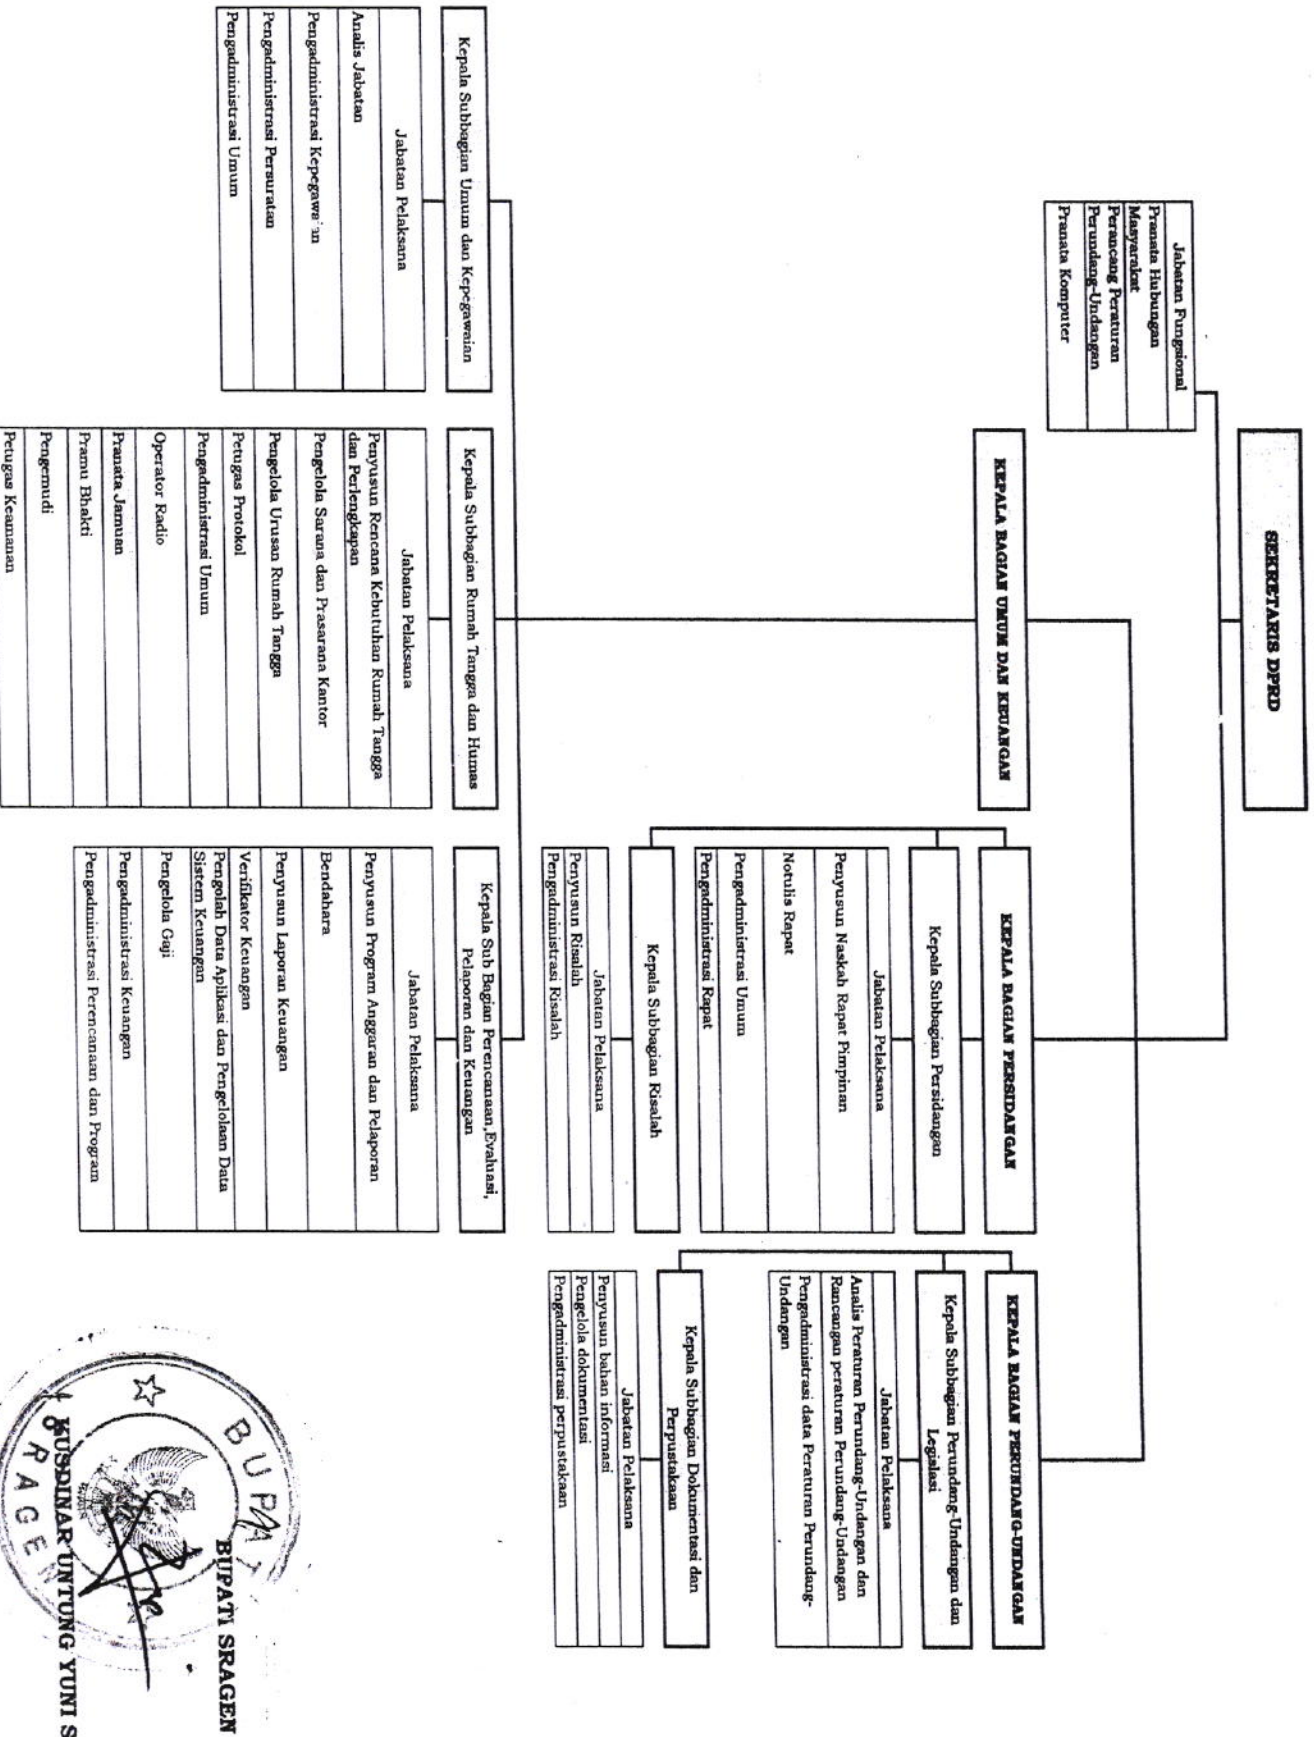 SEKRETARIS DPRD
Jabatan Fungsional
Pranata Hubungan
Masyarakat
Perancang Peraturan
Perundang-Undangan
Pranata Komputer
KEPALA BAGIAN UMUM DAN KEUANGAN
KEPALA BAGIAN PERSIDANGAN
KEPALA BAGIAN PERUNDANG-UNDANGAN
Kepala Subbagian Persidangan
Jabatan Pelaksana
Penyusun Naskah Rapat Pimpinan
Notulis Rapat
Pengadministrasi Umum
Pengadministrasi Rapat
Kepala Subbagian Risalah
Jabatan Pelaksana
Penyusun Risalah
Pengadministrasi Risalah
Kepala Subbagian Perundang-Undangan dan
Legislasi
Jabatan Pelaksana
Analis Peraturan Perundang-Undangan dan
Rancangan peraturan Perundang-Undangan
Pengadministrasi data Peraturan Perundang-
Undangan
Kepala Subbagian Dokumentasi dan
Perpustakaan
Jabatan Pelaksana
Penyusun bahan informasi
Pengelola dokumentasi
Pengadministrasi perpustakaan
Kepala Subbagian Umum dan Kepegawaian
Jabatan Pelaksana
Analis Jabatan
Pengadministrasi Kepegawaian
Pengadministrasi Persuratan
Pengadministrasi Umum
Kepala Subbagian Rumah Tangga dan Humas
Jabatan Pelaksana
Penyusun Rencana Kebutuhan Rumah Tangga
dan Perlengkapan
Pengelola Sarana dan Prasarana Kantor
Pengelola Urusan Rumah Tangga
Petugas Protokol
Pengadministrasi Umum
Operator Radio
Pranata Jamuan
Pramu Bhakti
Pengemudi
Petugas Keamanan
Kepala Sub Bagian Perencanaan,Evaluasi,
Pelaporan dan Keuangan
Jabatan Pelaksana
Penyusun Program Anggaran dan Pelaporan
Bendahara
Penyusun Laporan Keuangan
Verifikator Keuangan
Pengolah Data Aplikasi dan Pengelolaan Data
Sistem Keuangan
Pengelola Gaji
Pengadministrasi Keuangan
Pengadministrasi Perencanaan dan Program
BUPATI SRAGEN
BUPATI
SRAGEN
KUSDINAR UNTUNG YUNI S